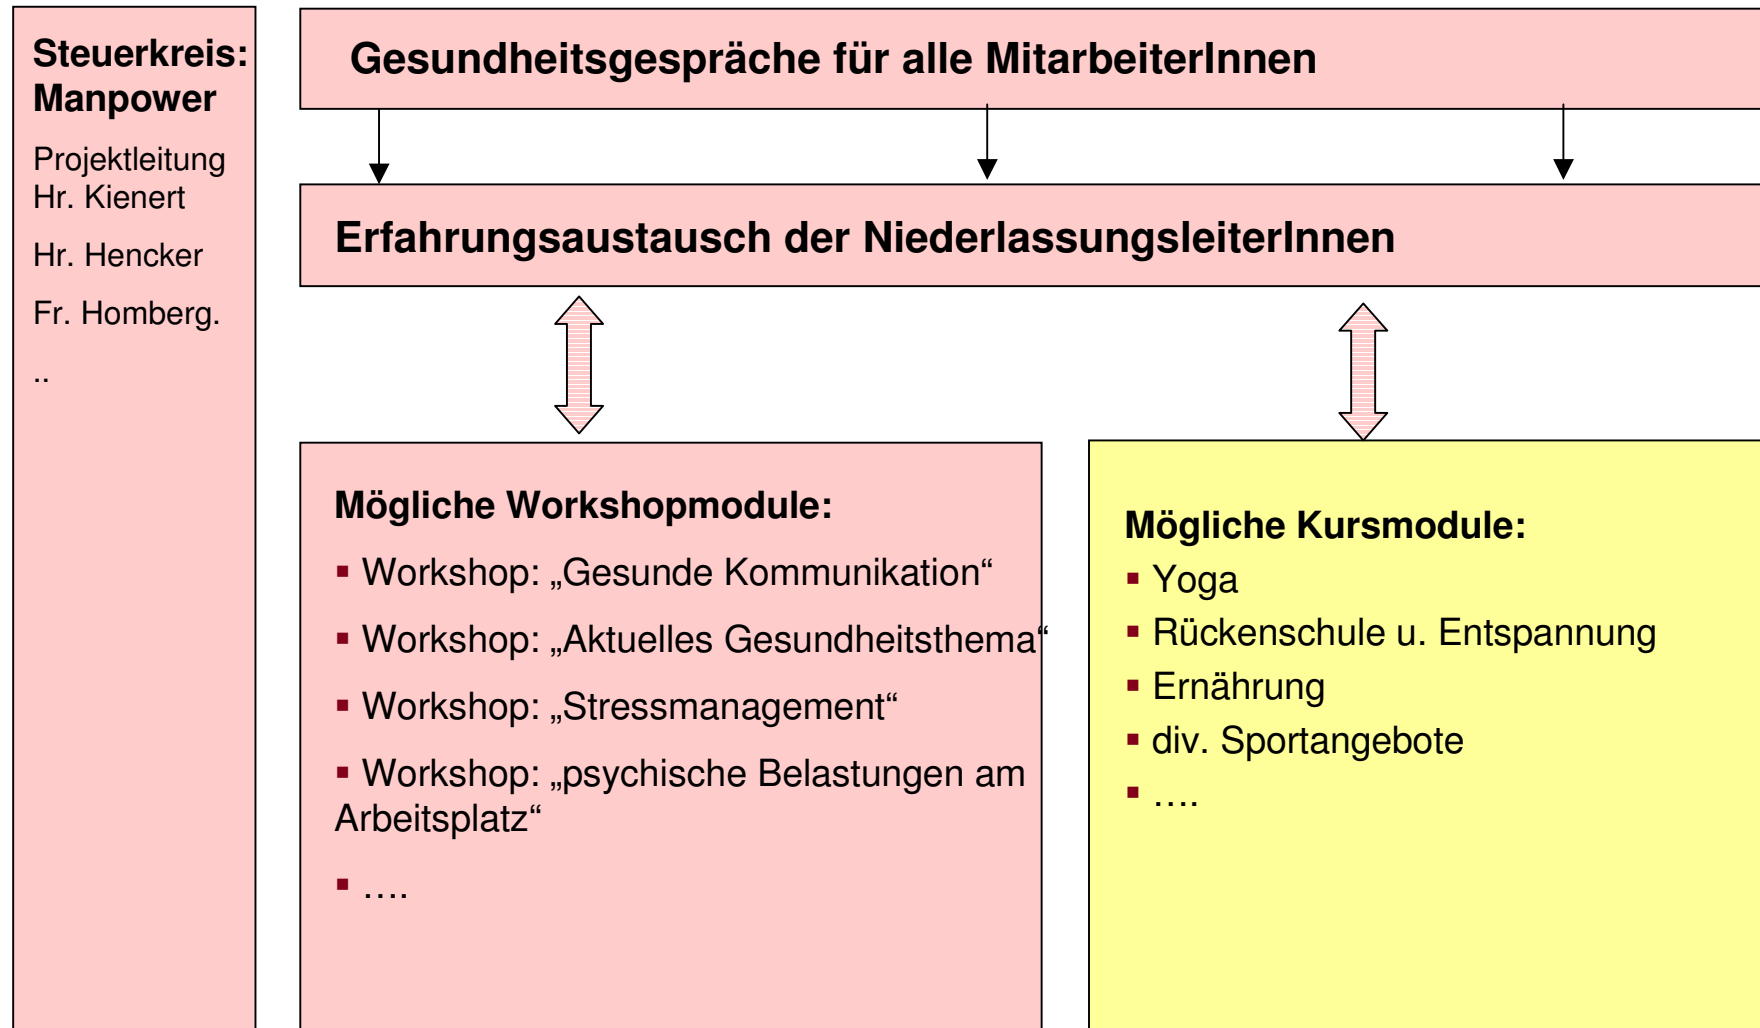 Steuerkreis:
Manpower
Projektleitung
Hr. Kienert
Hr. Hencker
Fr. Homberg.
..
Gesundheitsgespräche für alle MitarbeiterInnen
Erfahrungsaustausch der NiederlassungsleiterInnen
Mögliche Workshopmodule:
▪ Workshop: „Gesunde Kommunikation“
▪ Workshop: „Aktuelles Gesundheitsthema“
▪ Workshop: „Stressmanagement“
▪ Workshop: „psychische Belastungen am
Arbeitsplatz“
▪ ….
Mögliche Kursmodule:
▪ Yoga
▪ Rückenschule u. Entspannung
▪ Ernährung
▪ div. Sportangebote
▪ ….